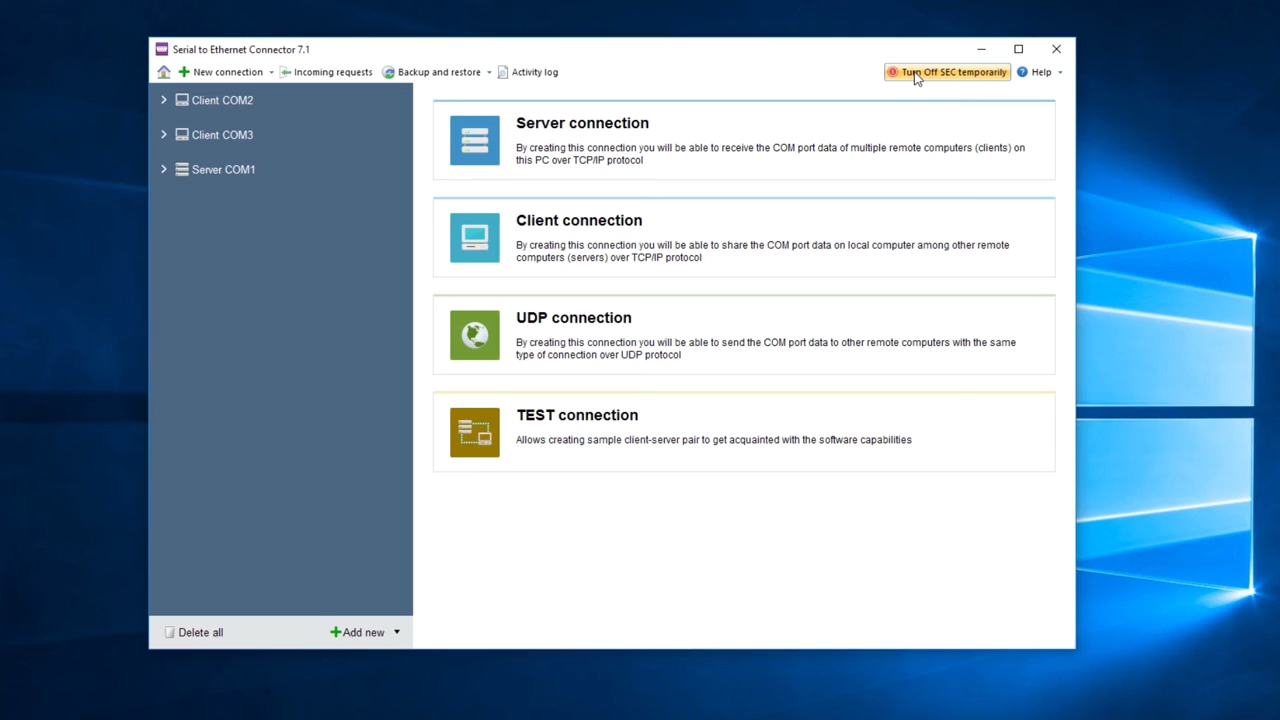 Serial to Ethernet Connector 7.1
New connection
Incoming requests
Backup and restore
Activity log
Turn Off SEC temporarily
Help
Client COM2
Client COM3
Server COM1
Server connection
By creating this connection you will be able to receive the COM port data of multiple remote computers (clients) on
this PC over TCP/IP protocol
Client connection
By creating this connection you will be able to share the COM port data on local computer among other remote
computers (servers) over TCP/IP protocol
UDP connection
By creating this connection you will be able to send the COM port data to other remote computers with the same
type of connection over UDP protocol
TEST connection
Allows creating sample client-server pair to get acquainted with the software capabilities
Delete all
Add new